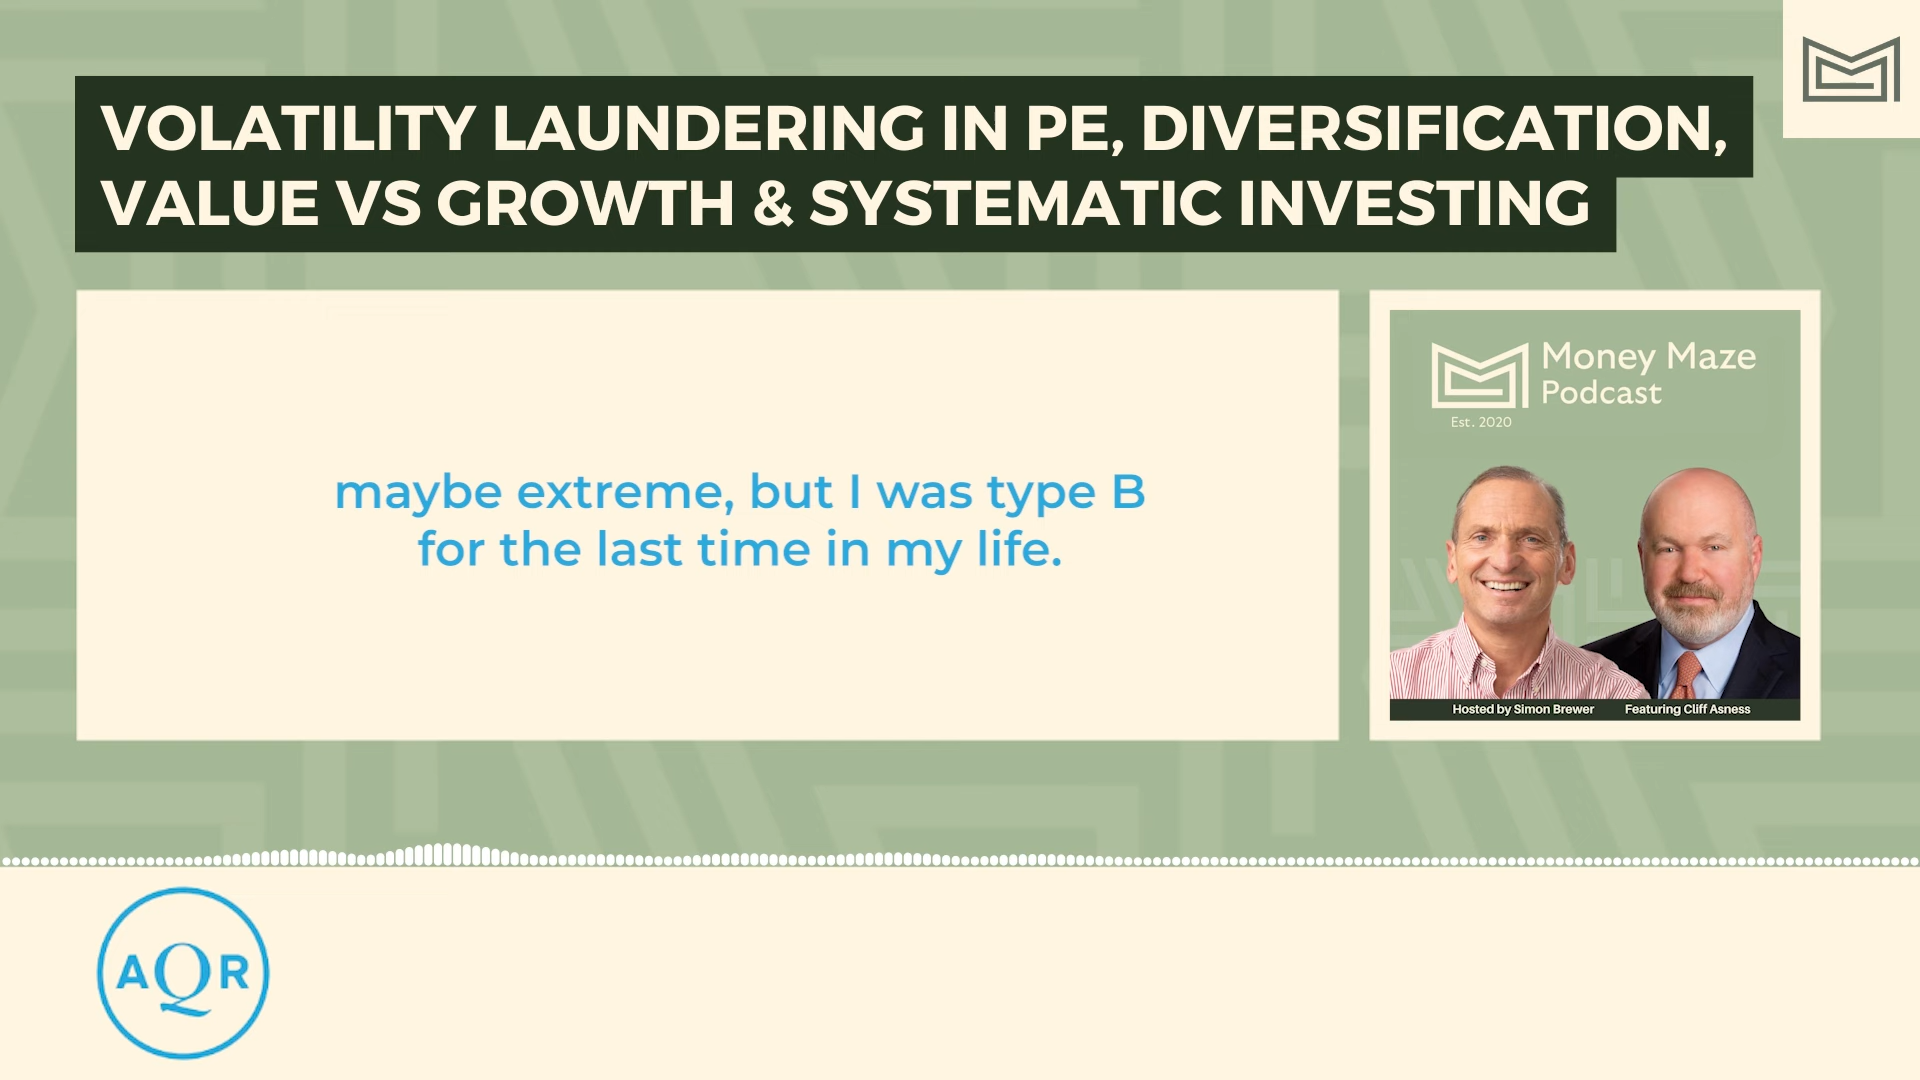 VOLATILITY LAUNDERING IN PE, DIVERSIFICATION,
VALUE VS GROWTH & SYSTEMATIC INVESTING
maybe extreme, but I was type B
for the last time in my life.
Money Maze
Podcast
Est. 2020
Hosted by Simon Brewer
Featuring Cliff Asness
AQR